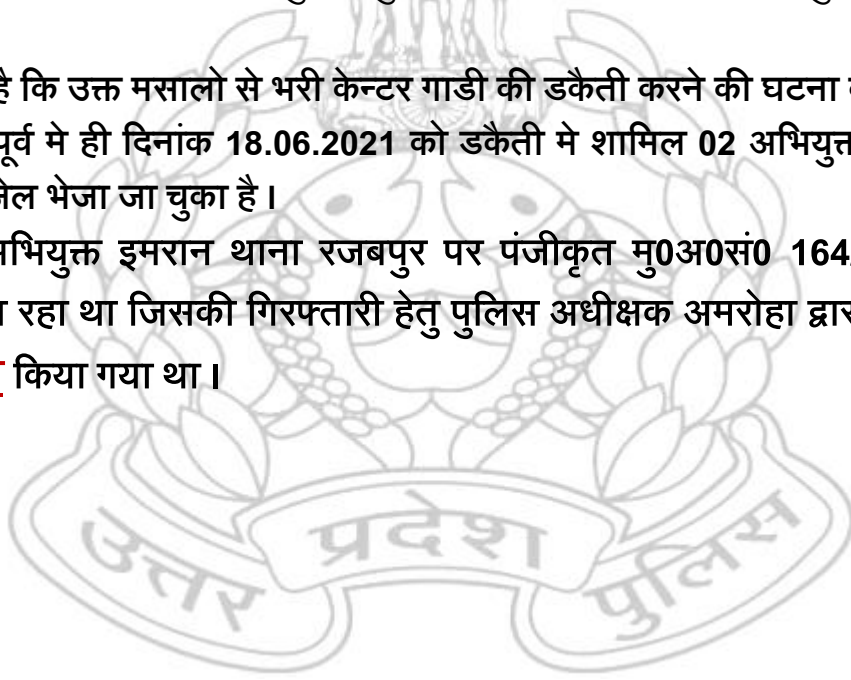 है कि उक्त मसालो से भरी केन्टर गाडी की डकैती करने की घटना
पूर्व मे ही दिनांक 18.06.2021 को डकैती मे शामिल 02 अभियुक्त
जेल भेजा जा चुका है ।
अभियुक्त इमरान थाना रजबपुर पर पंजीकृत मु0अ0सं0 164
रहा था जिसकी गिरफ्तारी हेतु पुलिस अधीक्षक अमरोहा
किया गया था ।
उत्तर प्रदेश पुलिस